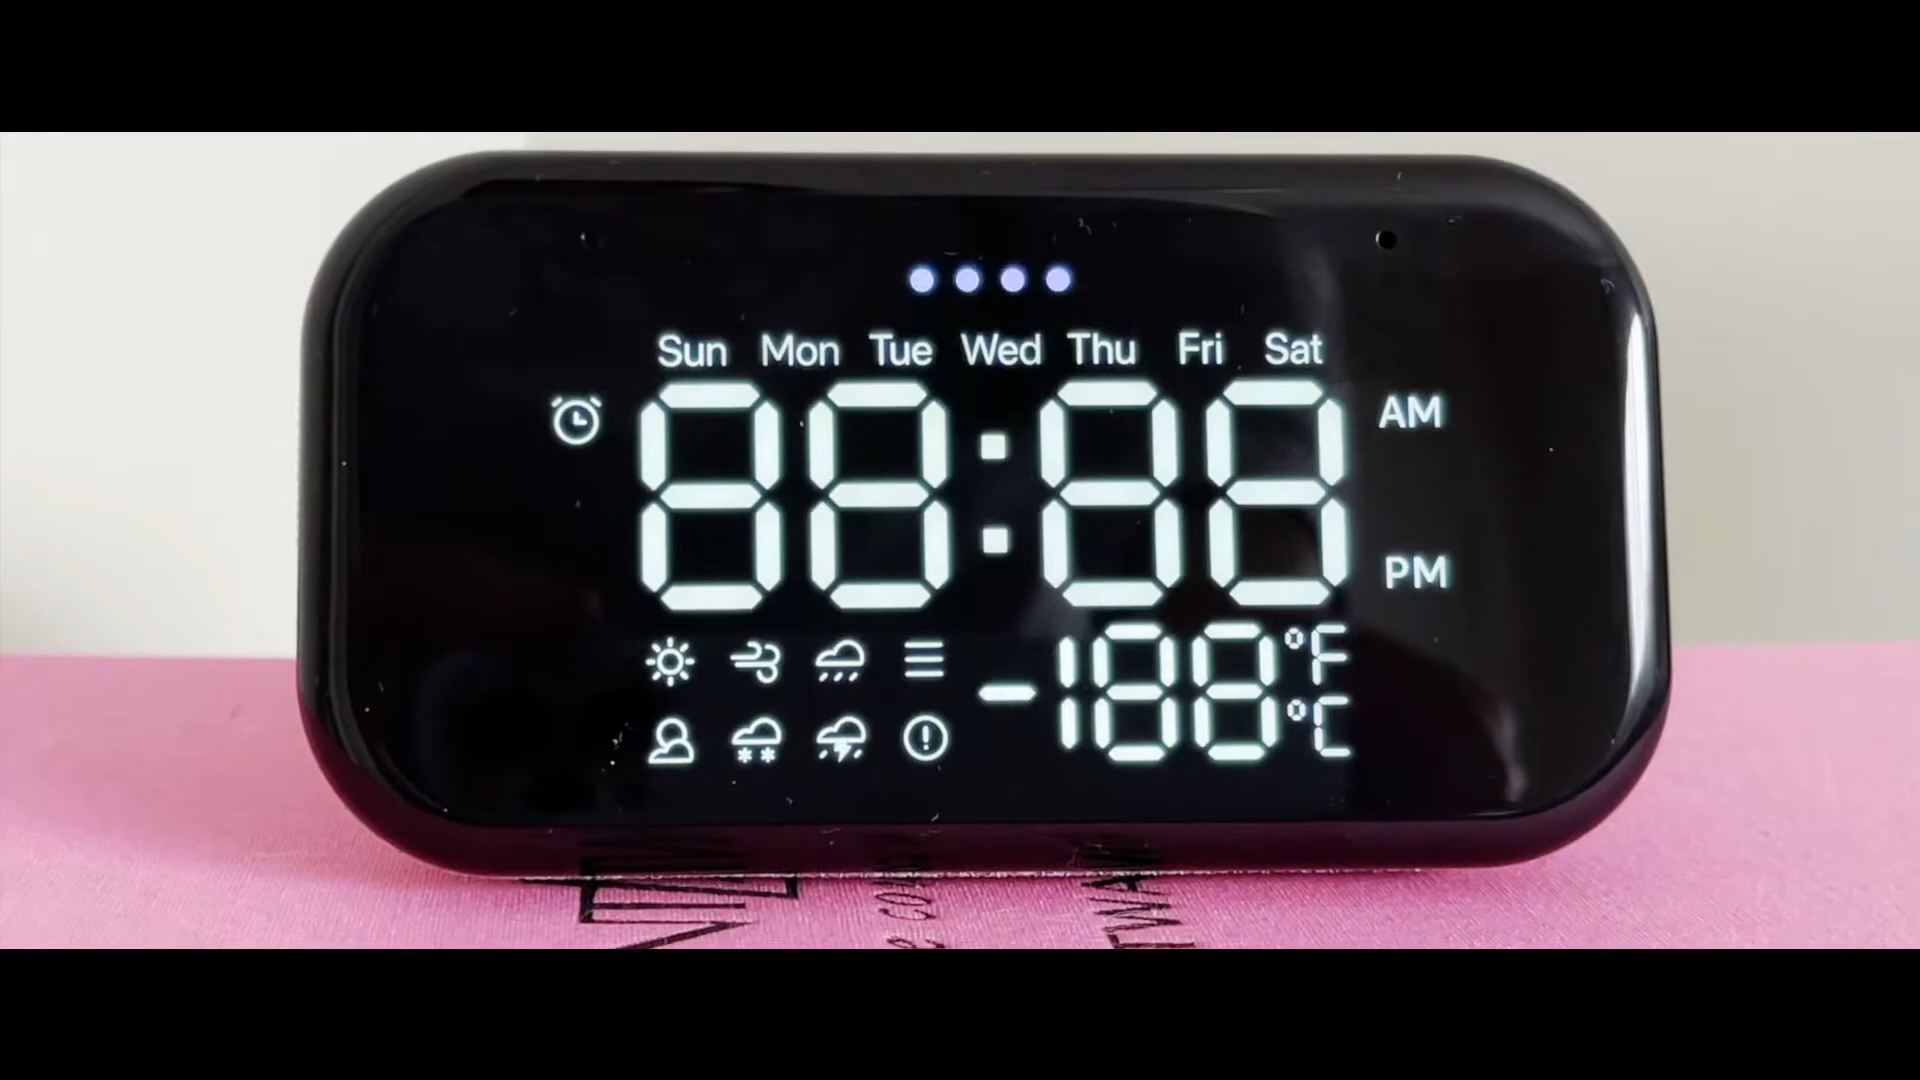 Sun Mon Tue Wed Thu Fri Sat
88:88 AM
PM
-188 °F
°C